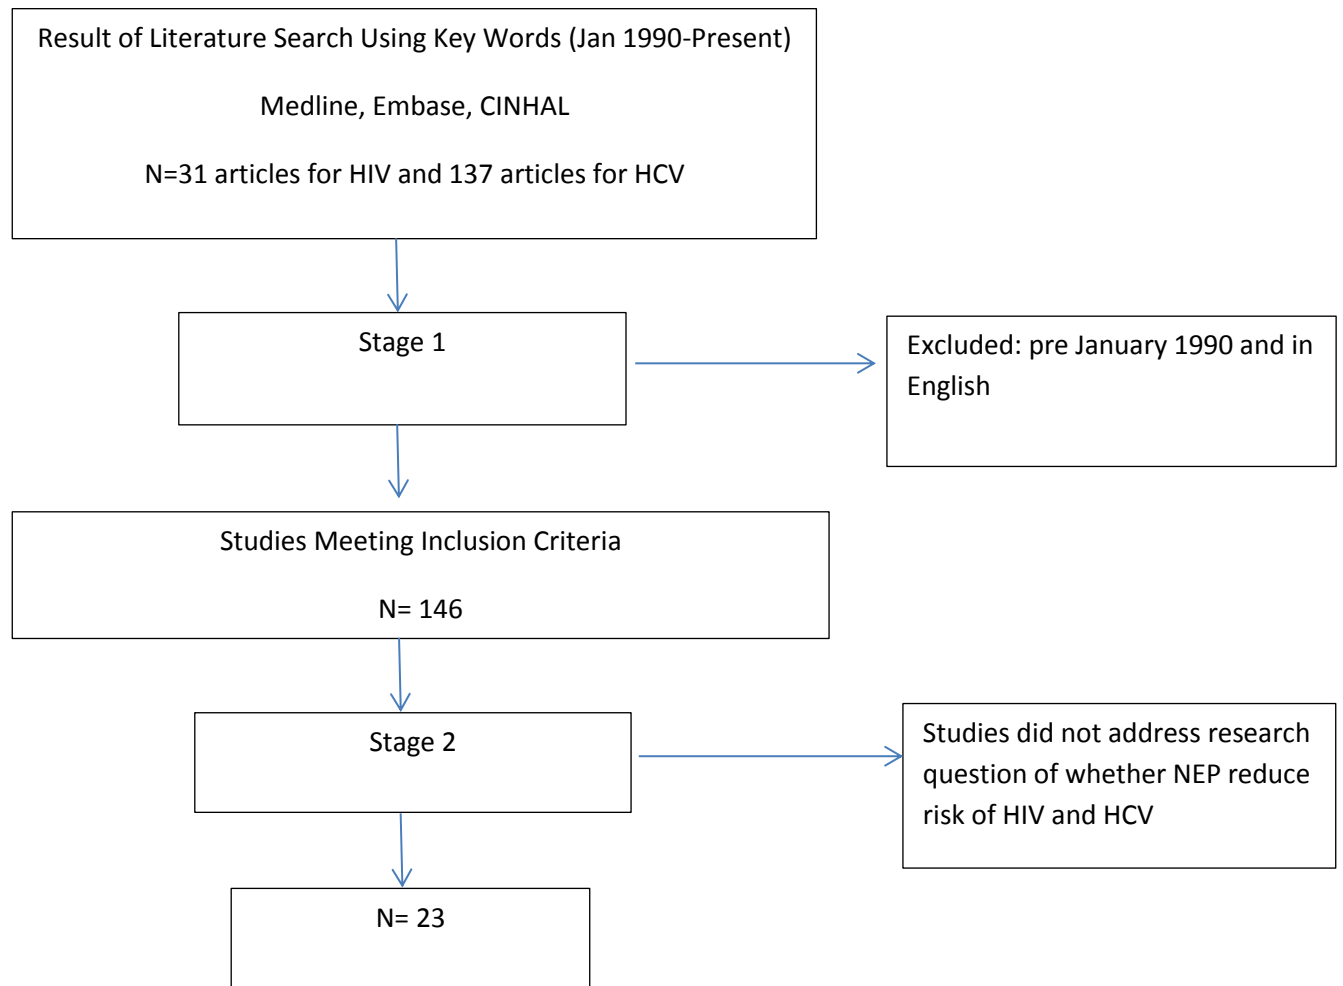 Result of Literature Search Using Key Words (Jan 1990-Present)
Medline, Embase, CINHAL
N=31 articles for HIV and 137 articles for HCV
Stage 1
Excluded: pre January 1990 and in
English
Studies Meeting Inclusion Criteria
N= 146
Stage 2
Studies did not address research
question of whether NEP reduce
risk of HIV and HCV
N= 23